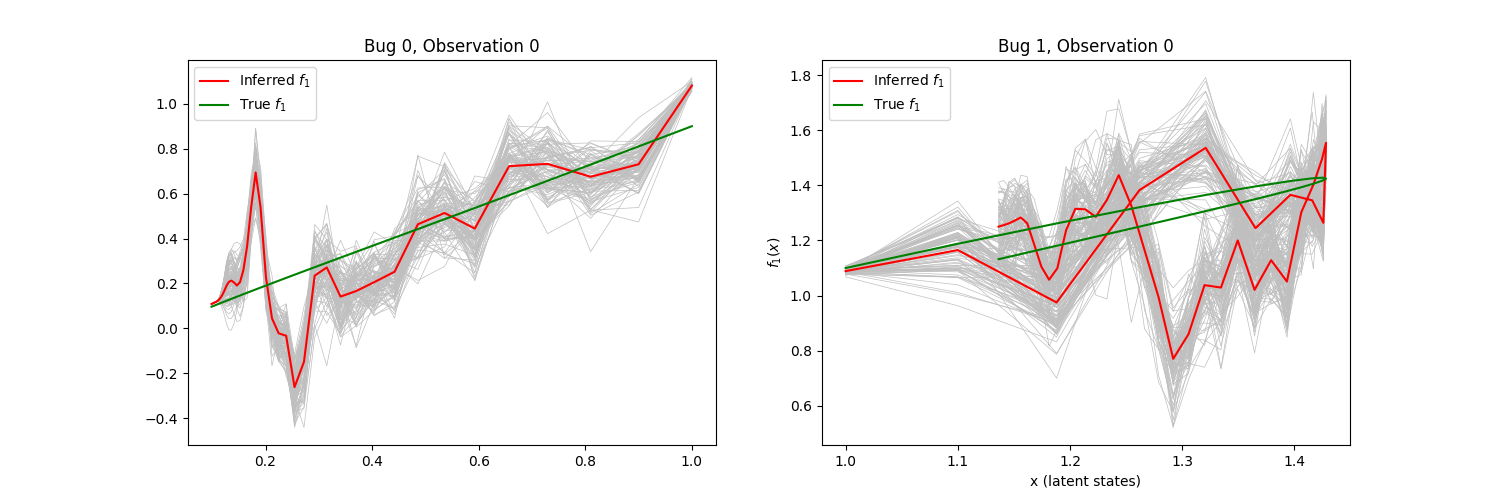 Bug 0, Observation 0
Inferred f₁
True f₁
1.0
0.8
0.6
0.4
0.2
0.0
−0.2
−0.4
0.2 0.4 0.6 0.8 1.0
Bug 1, Observation 0
Inferred f₁
True f₁
f₁(x)
1.8
1.6
1.4
1.2
1.0
0.8
0.6
1.0 1.1 1.2 1.3 1.4
x (latent states)